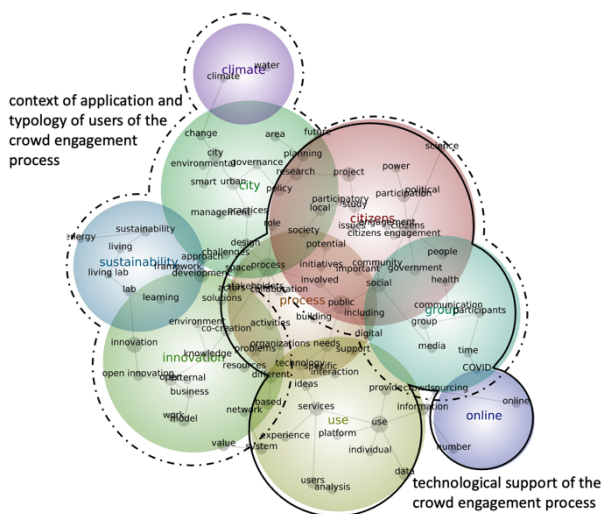 climate
water
climate
context of application and
typology of users of the
crowd engagement
process
change
area
future
science
city
planning
environmental
governance
research
project
power
smart
urban
city
policy
participation
political
participatory
management
practices
local
study
citizens
role
issues
engagement
citizens
society
citizens engagement
energy
sustainability
design
potential
people
living
challenges
approach
sustainability
framework
space
process
initiatives
important
community
government
living lab
development
involved
social
health
lab
stakeholders
actors
collaboration
learning
solutions
process
public
communication
group
participants
building
including
group
environment
co-creation
activities
digital
innovation
organizations
needs
media
time
innovation
knowledge
problems
support
technology
specific
COVID
open innovation
open
external
resources
different
interaction
business
ideas
provide
crowdsourcing
based
work
model
network
services
information
online
online
use
use
value
system
experience
platform
number
individual
data
users
analysis
technological support of the
crowd engagement process